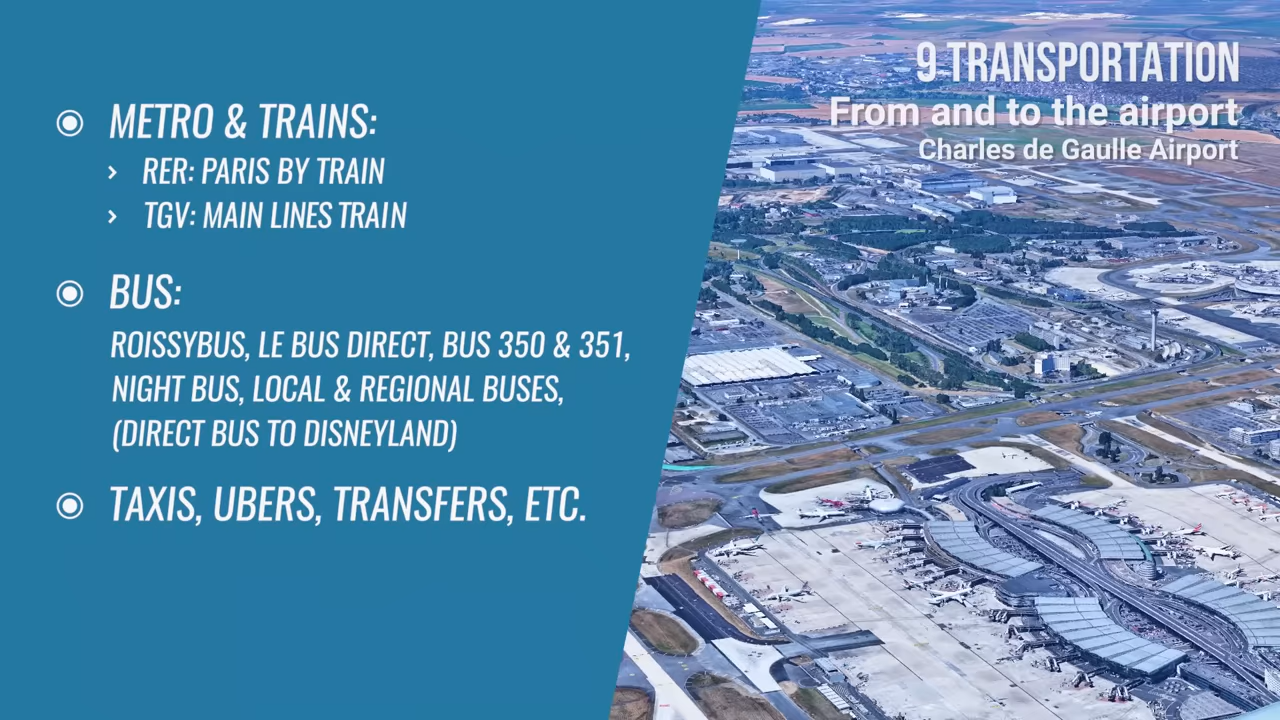 9 TRANSPORTATION
From and to the airport
Charles de Gaulle Airport
METRO & TRAINS:
RER: PARIS BY TRAIN
TGV: MAIN LINES TRAIN
BUS:
ROISSYBUS, LE BUS DIRECT, BUS 350 & 351,
NIGHT BUS, LOCAL & REGIONAL BUSES,
(DIRECT BUS TO DISNEYLAND)
TAXIS, UBERS, TRANSFERS, ETC.